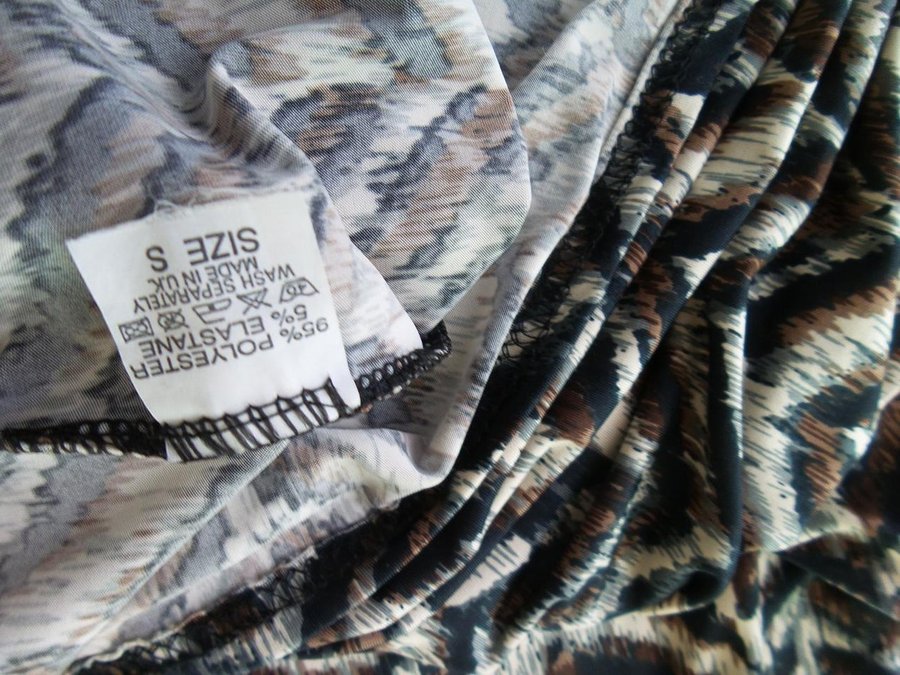 95% POLYESTER
5% ELASTANE
WASH SEPARATELY
MADE IN UK
SIZE S